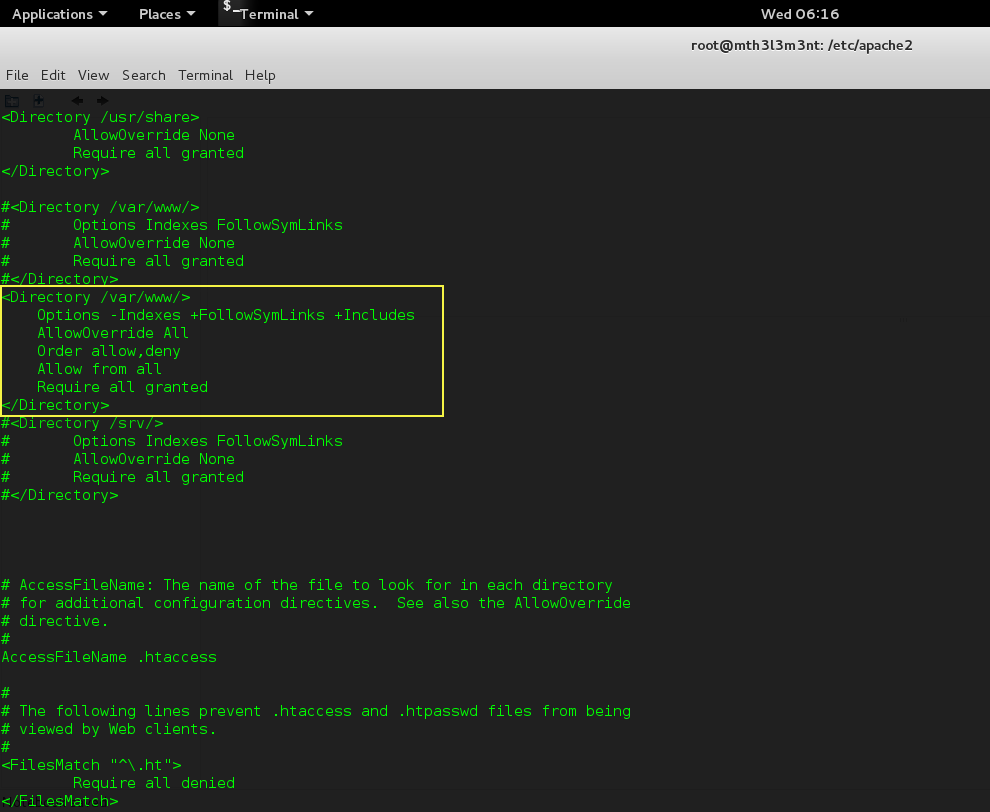 Applications Places $_Terminal Wed 06:16
root@mth3l3m3nt: /etc/apache2
File Edit View Search Terminal Help
<Directory /usr/share>
        AllowOverride None
        Require all granted
</Directory>
#<Directory /var/www/>
#       Options Indexes FollowSymLinks
#       AllowOverride None
#       Require all granted
#</Directory>
<Directory /var/www/>
    Options -Indexes +FollowSymLinks +Includes
    AllowOverride All
    Order allow,deny
    Allow from all
    Require all granted
</Directory>
#<Directory /srv/>
#       Options Indexes FollowSymLinks
#       AllowOverride None
#       Require all granted
#</Directory>
# AccessFileName: The name of the file to look for in each directory
# for additional configuration directives.  See also the AllowOverride
# directive.
#
AccessFileName .htaccess
#
# The following lines prevent .htaccess and .htpasswd files from being
# viewed by Web clients.
#
<FilesMatch "^\.ht">
        Require all denied
</FilesMatch>